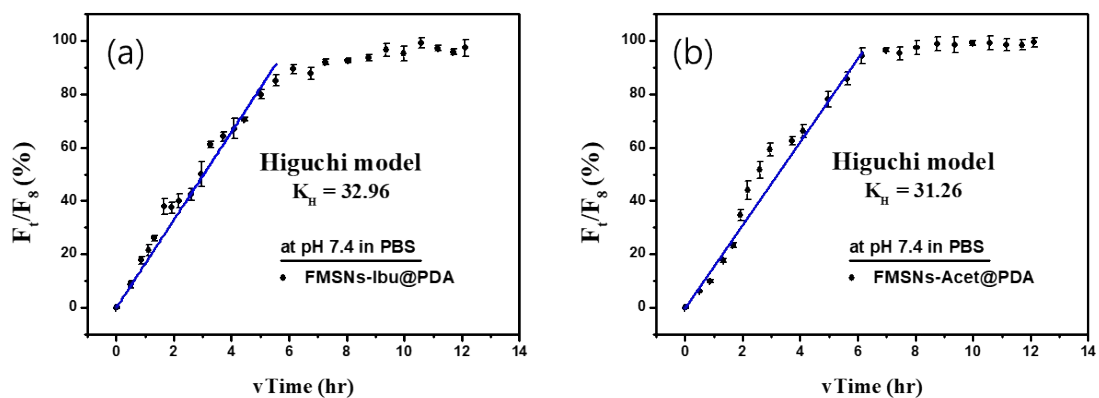 (a)
100
80
60
40
20
0
F_t/F_8 (%)
Higuchi model
K_H = 32.96
at pH 7.4 in PBS
FMSNs-Ibu@PDA
0 2 4 6 8 10 12 14
vTime (hr)
(b)
100
80
60
40
20
0
F_t/F_8 (%)
Higuchi model
K_H = 31.26
at pH 7.4 in PBS
FMSNs-Acet@PDA
0 2 4 6 8 10 12 14
vTime (hr)